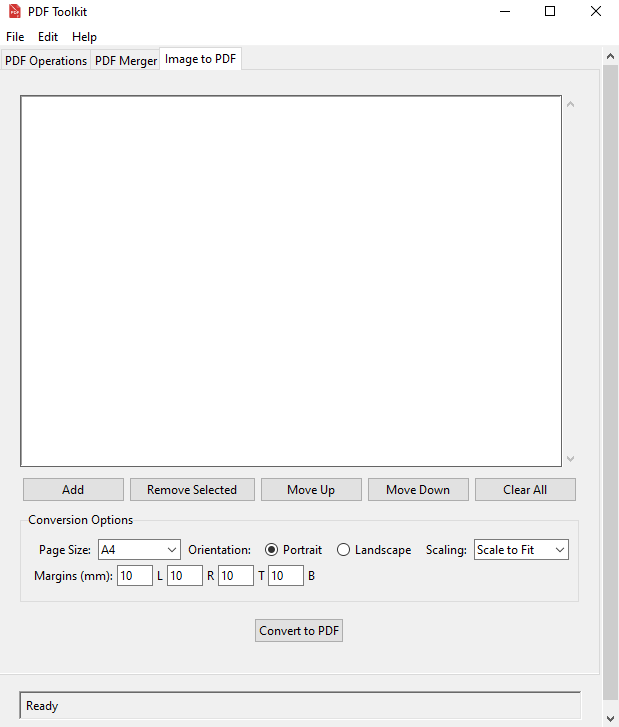 PDF Toolkit
File Edit Help
PDF Operations PDF Merger Image to PDF
Add Remove Selected Move Up Move Down Clear All
Conversion Options
Page Size: A4 Orientation: Portrait Landscape Scaling: Scale to Fit
Margins (mm): 10 L 10 R 10 T 10 B
Convert to PDF
Ready